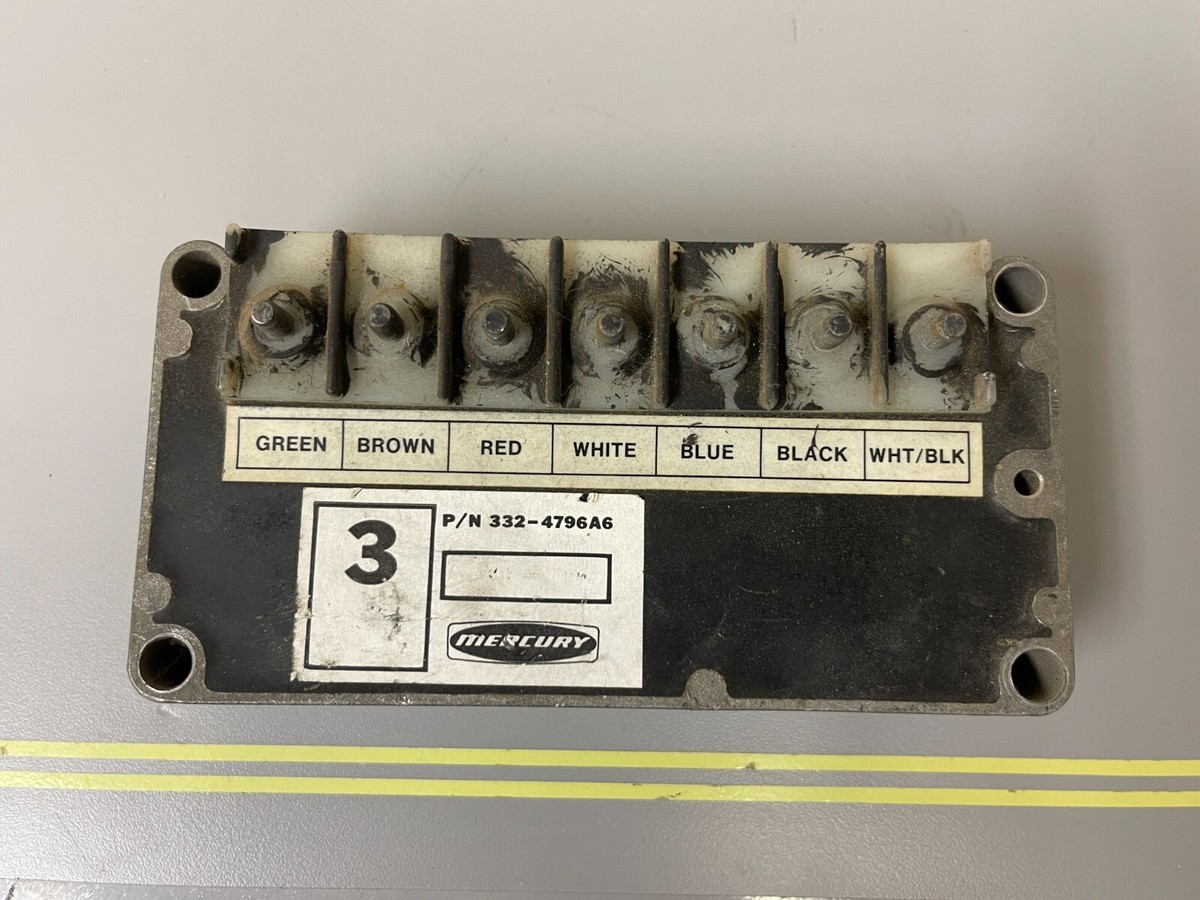 GREEN BROWN RED WHITE BLUE BLACK WHT/BLK
3
P/N 332-4796A6
MERCURY